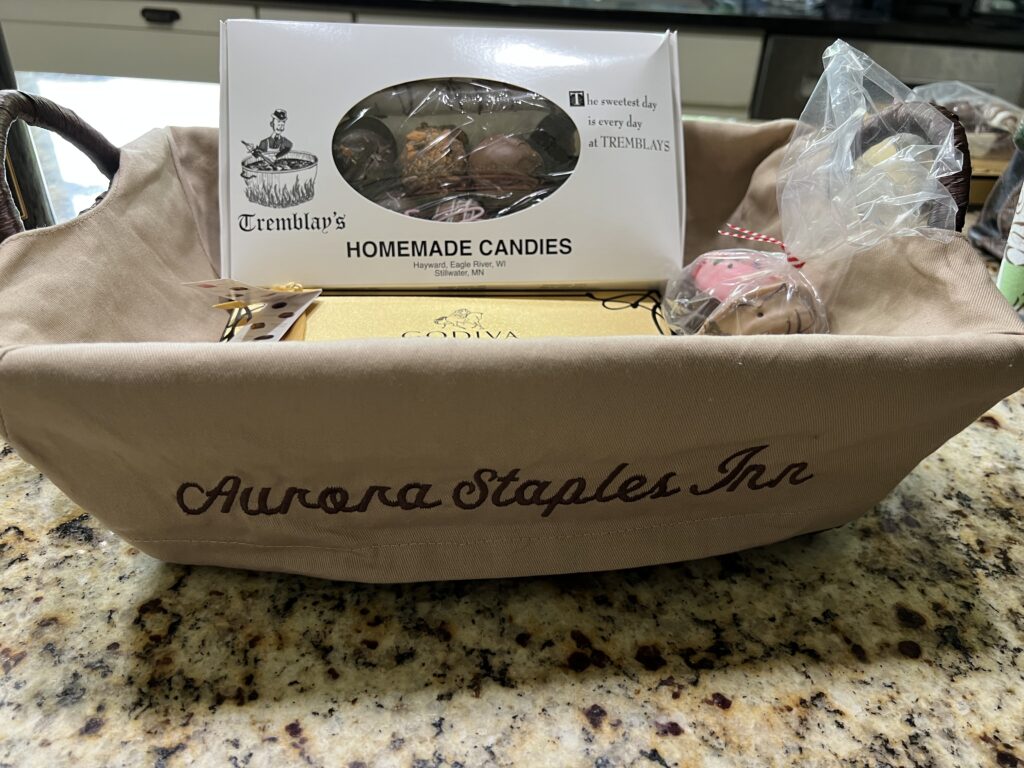 The sweetest day
is every day
at TREMBLAYS
Tremblay's
HOMEMADE CANDIES
Hayward, Eagle River, WI
Stillwater, MN
GODIVA
Aurora Staples Inn